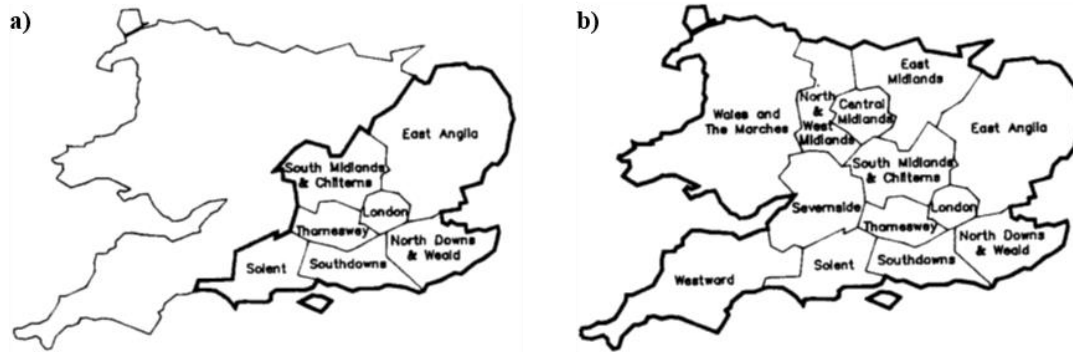 a)
East Anglia
South Midlands
& Chilterns
London
Thamesway
North Downs
& Weald
Solent
Southdowns
b)
East
Midlands
North
&
West
Midlands
Central
Midlands
Wales and
The Marches
East Anglia
South Midlands
& Chilterns
Severnside
London
Thamesway
North Downs
& Weald
Southdowns
Solent
Westward